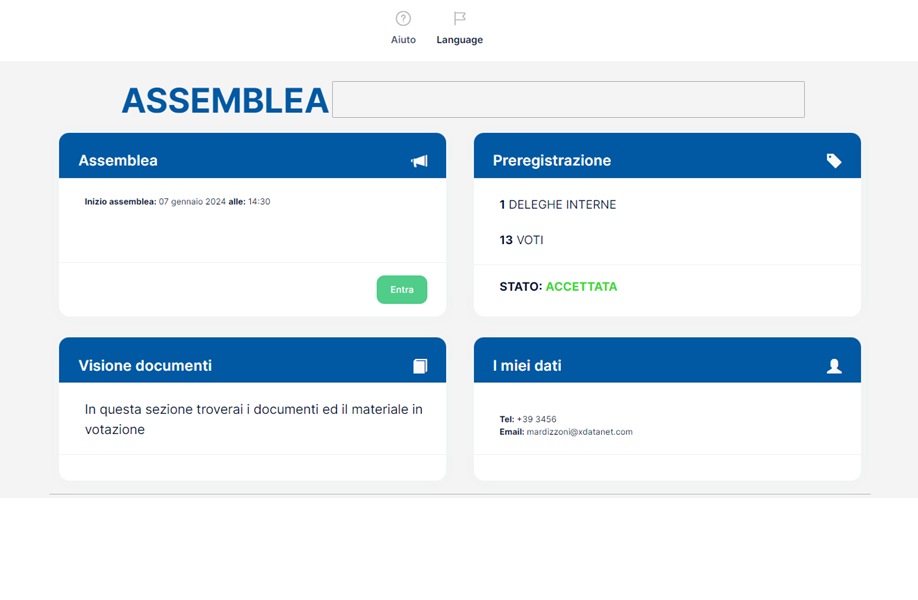 Aiuto
Language
ASSEMBLEA
Assemblea
Inizio assemblea: 07 gennaio 2024 alle: 14:30
Entra
Preregistrazione
1 DELEGHE INTERNE
13 VOTI
STATO: ACCETTATA
Visione documenti
In questa sezione troverai i documenti ed il materiale in
votazione
I miei dati
Tel: +39 3456
Email: mardizzoni@xdatanet.com